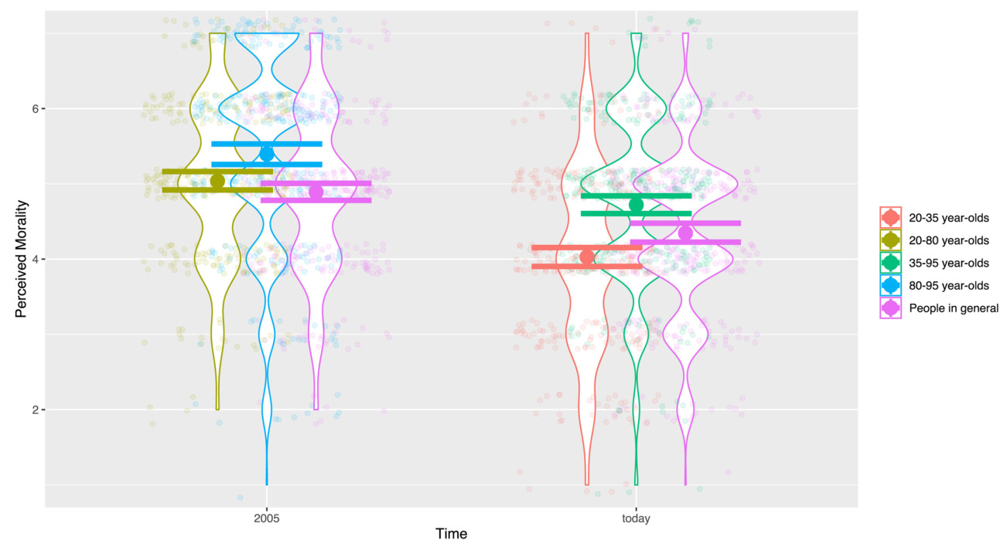 6
4
2
Perceived Morality
2005
today
Time
20-35 year-olds
20-80 year-olds
35-95 year-olds
80-95 year-olds
People in general